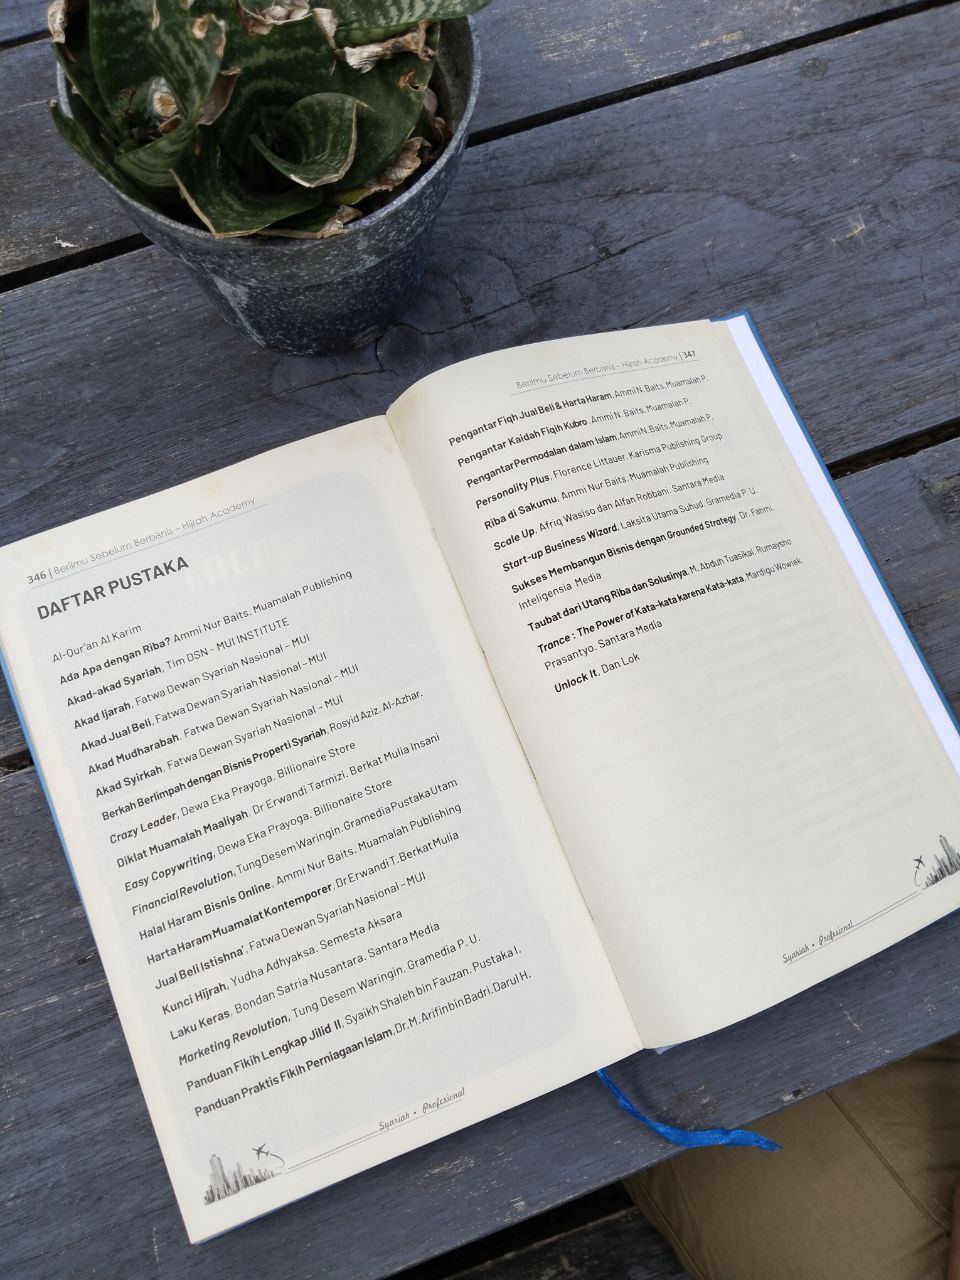 346 | Berilmu Sebelum Berbisnis - Hijrah Academy
DAFTAR PUSTAKA
Al-Qur'an Al Karim
Ada Apa dengan Riba? Ammi Nur Baits. Muamalah Publishing
Akad-akad Syariah, Tim DSN - MUI INSTITUTE
Akad Ijarah, Fatwa Dewan Syariah Nasional - MUI
Akad Jual Beli, Fatwa Dewan Syariah Nasional - MUI
Akad Mudharabah, Fatwa Dewan Syariah Nasional - MUI
Akad Syirkah, Fatwa Dewan Syariah Nasional - MUI
Berkah Berlimpah dengan Bisnis Properti Syariah, Rosyid Aziz. Al-Azhar.
Crazy Leader, Dewa Eka Prayoga. Billionaire Store
Diklat Muamalah Maaliyah, Dr Erwandi Tarmizi. Berkat Mulia Insani
Easy Copywriting, Dewa Eka Prayoga. Billionaire Store
Financial Revolution, Tung Desem Waringin. Gramedia Pustaka Utam
Halal Haram Bisnis Online, Ammi Nur Baits. Muamalah Publishing
Harta Haram Muamalat Kontemporer, Dr Erwandi T. Berkat Mulia
Jual Beli Istishna', Fatwa Dewan Syariah Nasional - MUI
Kunci Hijrah, Yudha Adhyaksa. Semesta Aksara
Laku Keras, Bondan Satria Nusantara. Santara Media
Marketing Revolution, Tung Desem Waringin. Gramedia P. U.
Panduan Fikih Lengkap Jilid II, Syaikh Shaleh bin Fauzan. Pustaka I.
Panduan Praktis Fikih Perniagaan Islam, Dr. M. Arifin bin Badri. Darul H.
Syariah • Profesional
Berilmu Sebelum Berbisnis - Hijrah Academy | 347
Pengantar Fiqh Jual Beli & Harta Haram, Ammi N. Baits. Muamalah P.
Pengantar Kaidah Fiqih Kubro, Ammi N. Baits. Muamalah P.
Pengantar Permodalan dalam Islam, Ammi N. Baits. Muamalah P.
Personality Plus, Florence Littauer. Karisma Publishing Group
Riba di Sakumu, Ammi Nur Baits. Muamalah Publishing
Scale Up, Afriq Wasiso dan Alfan Robbani. Santara Media
Start-up Business Wizard, Laksita Utama Suhud. Gramedia P. U.
Sukses Membangun Bisnis dengan Grounded Strategy, Dr. Fahmi.
Inteligensia Media
Taubat dari Utang Riba dan Solusinya, M. Abduh Tuasikal. Rumaysho
Trance : The Power of Kata-kata karena Kata-kata, Mardigu Wowiek
Prasantyo. Santara Media
Unlock It, Dan Lok
Syariah • Profesional